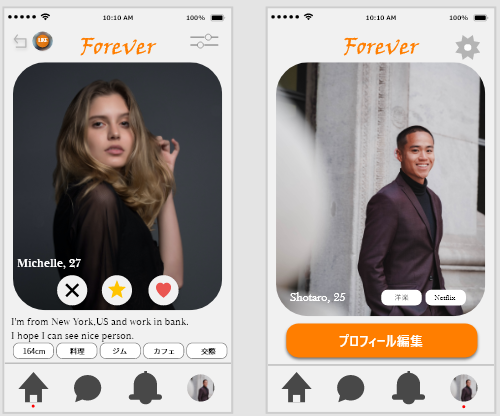 10:10 AM
100%
LIKE
Forever
Michelle, 27
I'm from New York,US and work in bank.
I hope I can see nice person.
164cm
料理
ジム
カフェ
交際
10:10 AM
100%
Forever
Shotaro, 25
洋楽
Netflix
プロフィール編集